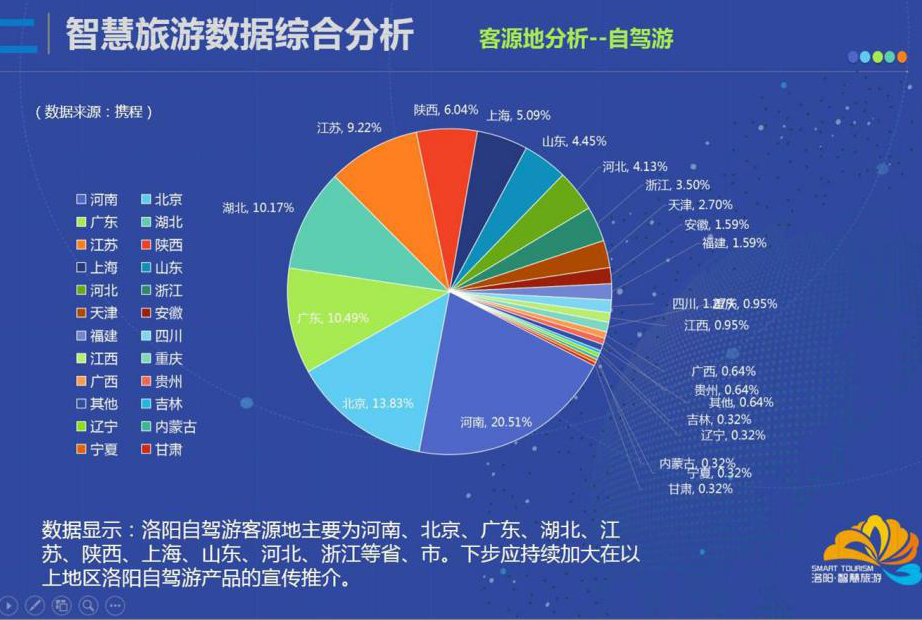 智慧旅游数据综合分析
客源地分析--自驾游
（数据来源：携程）
河南 北京
广东 湖北
江苏 陕西
上海 山东
河北 浙江
天津 安徽
福建 四川
江西 重庆
广西 贵州
其他 吉林
辽宁 内蒙古
宁夏 甘肃
陕西, 6.04%
上海, 5.09%
江苏, 9.22%
山东, 4.45%
河北, 4.13%
浙江, 3.50%
湖北, 10.17%
天津, 2.70%
安徽, 1.59%
福建, 1.59%
四川, 1.27%
重庆, 0.95%
广东, 10.49%
江西, 0.95%
广西, 0.64%
贵州, 0.64%
北京, 13.83%
其他, 0.64%
河南, 20.51%
吉林, 0.32%
辽宁, 0.32%
内蒙古, 0.32%
宁夏, 0.32%
甘肃, 0.32%
数据显示：洛阳自驾游客源地主要为河南、北京、广东、湖北、江
苏、陕西、上海、山东、河北、浙江等省、市。下步应持续加大在以
上地区洛阳自驾游产品的宣传推介。
SMART TOURISM
洛阳·智慧旅游